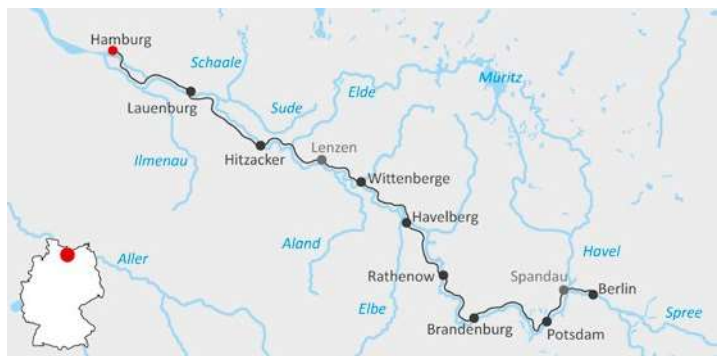 Hamburg
Schaale
Müritz
Elde
Lauenburg
Sude
Lenzen
Ilmenau
Hitzacker
Wittenberge
Havelberg
Aland
Aller
Havel
Rathenow
Spandau
Berlin
Elbe
Spree
Brandenburg
Potsdam